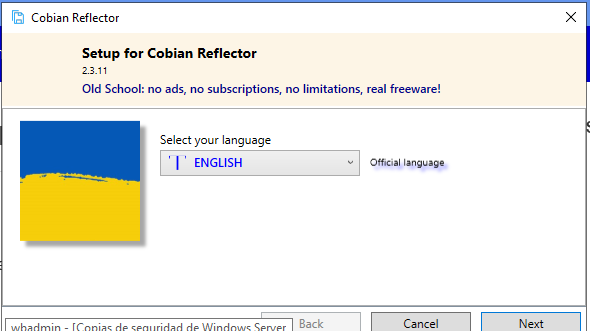 Cobian Reflector
Setup for Cobian Reflector
2.3.11
Old School: no ads, no subscriptions, no limitations, real freeware!
Select your language
ENGLISH
Official language
Back
Cancel
Next
wbadmin - [Copias de seguridad de Windows Server